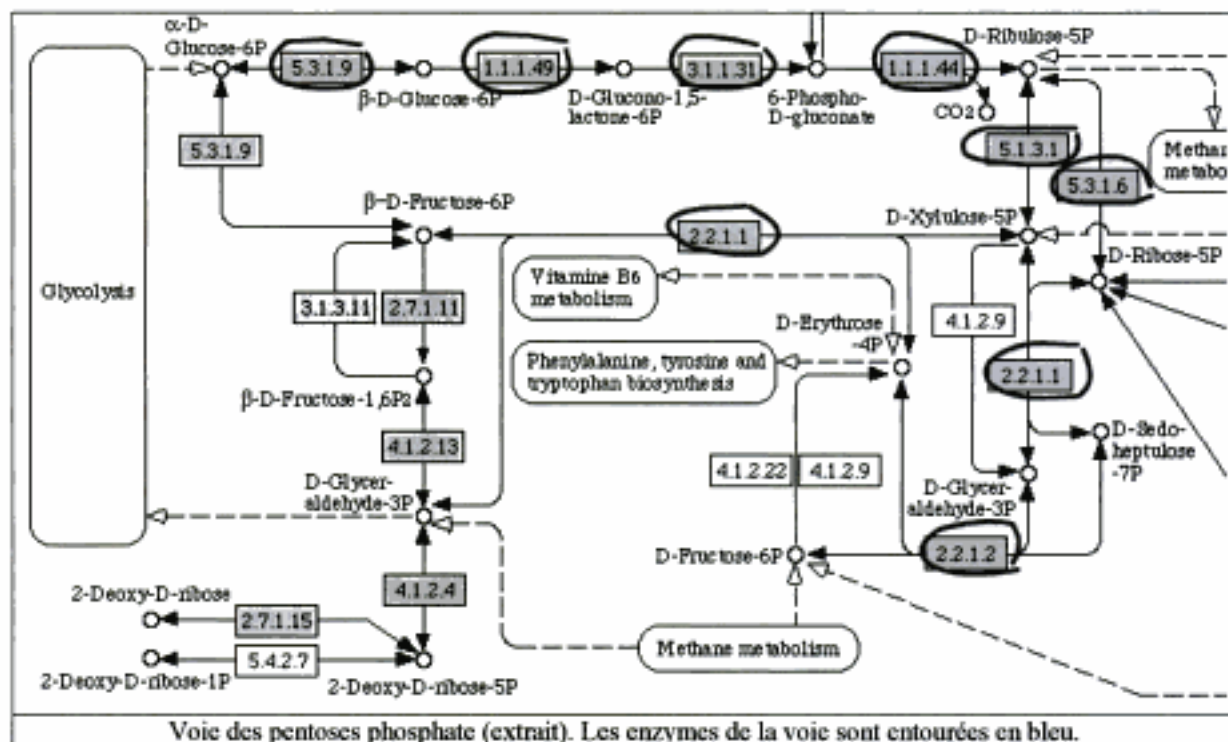 α-D-
Glucose-6P
5.3.1.9
1.1.1.49
3.1.1.31
1.1.1.44
D-Ribulose-5P
β-D-Glucose-6P
D-Glucono-1,5-
lactone-6P
6-Phospho-
D-gluconate
CO2
5.3.1.9
5.1.3.1
5.3.1.6
β-D-Fructose-6P
2.2.1.1
D-Xylulose-5P
D-Ribose-5P
Glycolysis
3.1.3.11
2.7.1.11
Vitamine B6
metabolism
D-Erythrose
-4P
4.1.2.9
Phenylalanine, tyrosine and
tryptophan biosynthesis
2.2.1.1
β-D-Fructose-1,6P2
4.1.2.13
D-Sedo-
heptulose
-7P
4.1.2.22
4.1.2.9
D-Glycer-
aldehyde-3P
D-Glycer-
aldehyde-3P
D-Fructose-6P
2.2.1.2
4.1.2.4
2-Deoxy-D-ribose
2.7.1.15
5.4.2.7
2-Deoxy-D-ribose-1P
2-Deoxy-D-ribose-5P
Methane metabolism
Voie des pentoses phosphate (extrait). Les enzymes de la voie sont entourées en bleu.